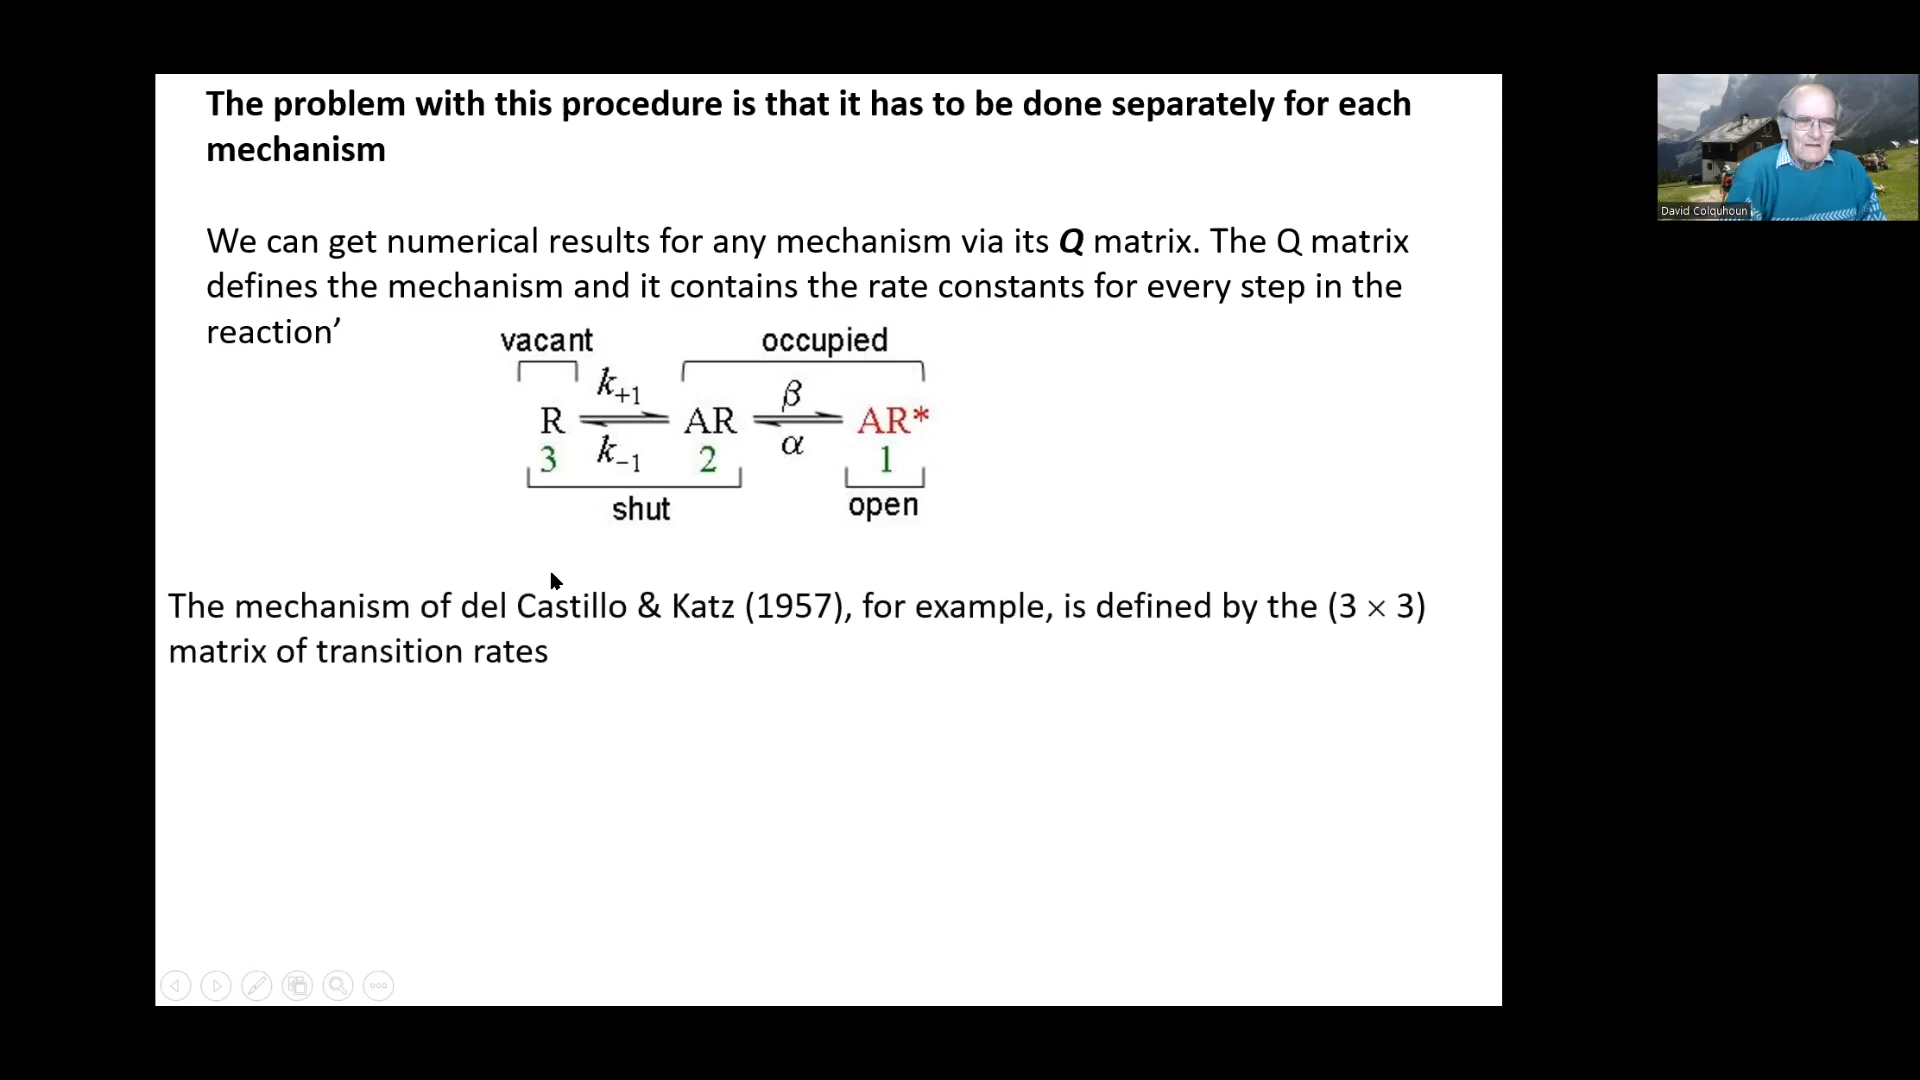 The problem with this procedure is that it has to be done separately for each
mechanism
We can get numerical results for any mechanism via its Q matrix. The Q matrix
defines the mechanism and it contains the rate constants for every step in the
reaction’
vacant occupied
k+1 β
R AR AR*
k−1 α
3 2 1
shut open
The mechanism of del Castillo & Katz (1957), for example, is defined by the (3 × 3)
matrix of transition rates
David Colquhoun